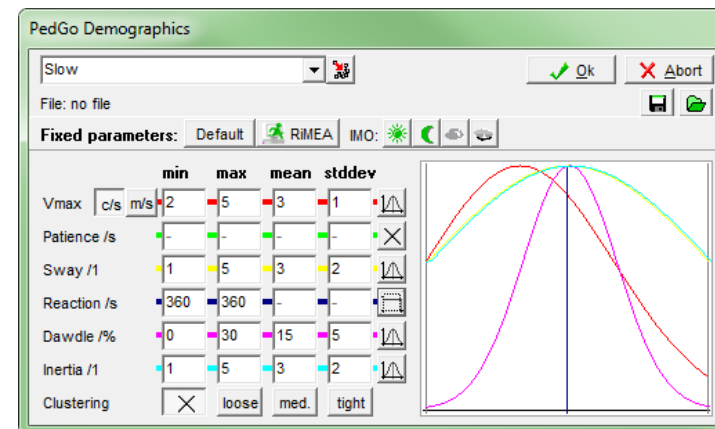 PedGo Demographics
Slow
Ok Abort
File: no file
Fixed parameters: Default RiMEA IMO:
min max mean stddev
Vmax c/s m/s 2 5 3 1
Patience /s - - - -
Sway /1 1 5 3 2
Reaction /s 360 360 - -
Dawdle /% 0 30 15 5
Inertia /1 1 5 3 2
Clustering loose med. tight